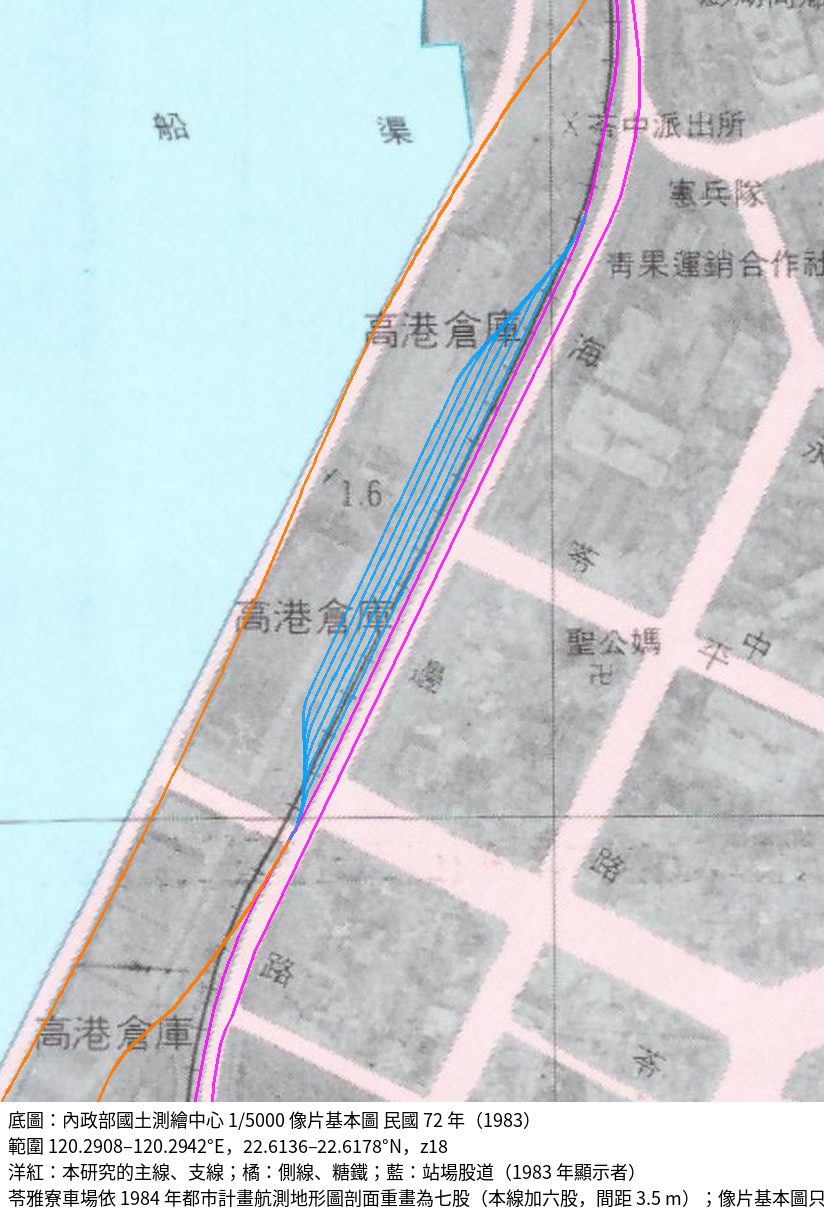 船 渠
苓中派出所
憲兵隊
青果運銷合作社
高港倉庫
海
1.6
苓
高港倉庫
聖公媽
中
平
邊
路
路
高港倉庫
苓
底圖：內政部國土測繪中心 1/5000 像片基本圖 民國 72 年（1983）
範圍 120.2908–120.2942°E，22.6136–22.6178°N，z18
洋紅：本研究的主線、支線；橘：側線、糖鐵；藍：站場股道（1983 年顯示者）
苓雅寮車場依 1984 年都市計畫航測地形圖剖面重畫為七股（本線加六股，間距 3.5 m）；像片基本圖只